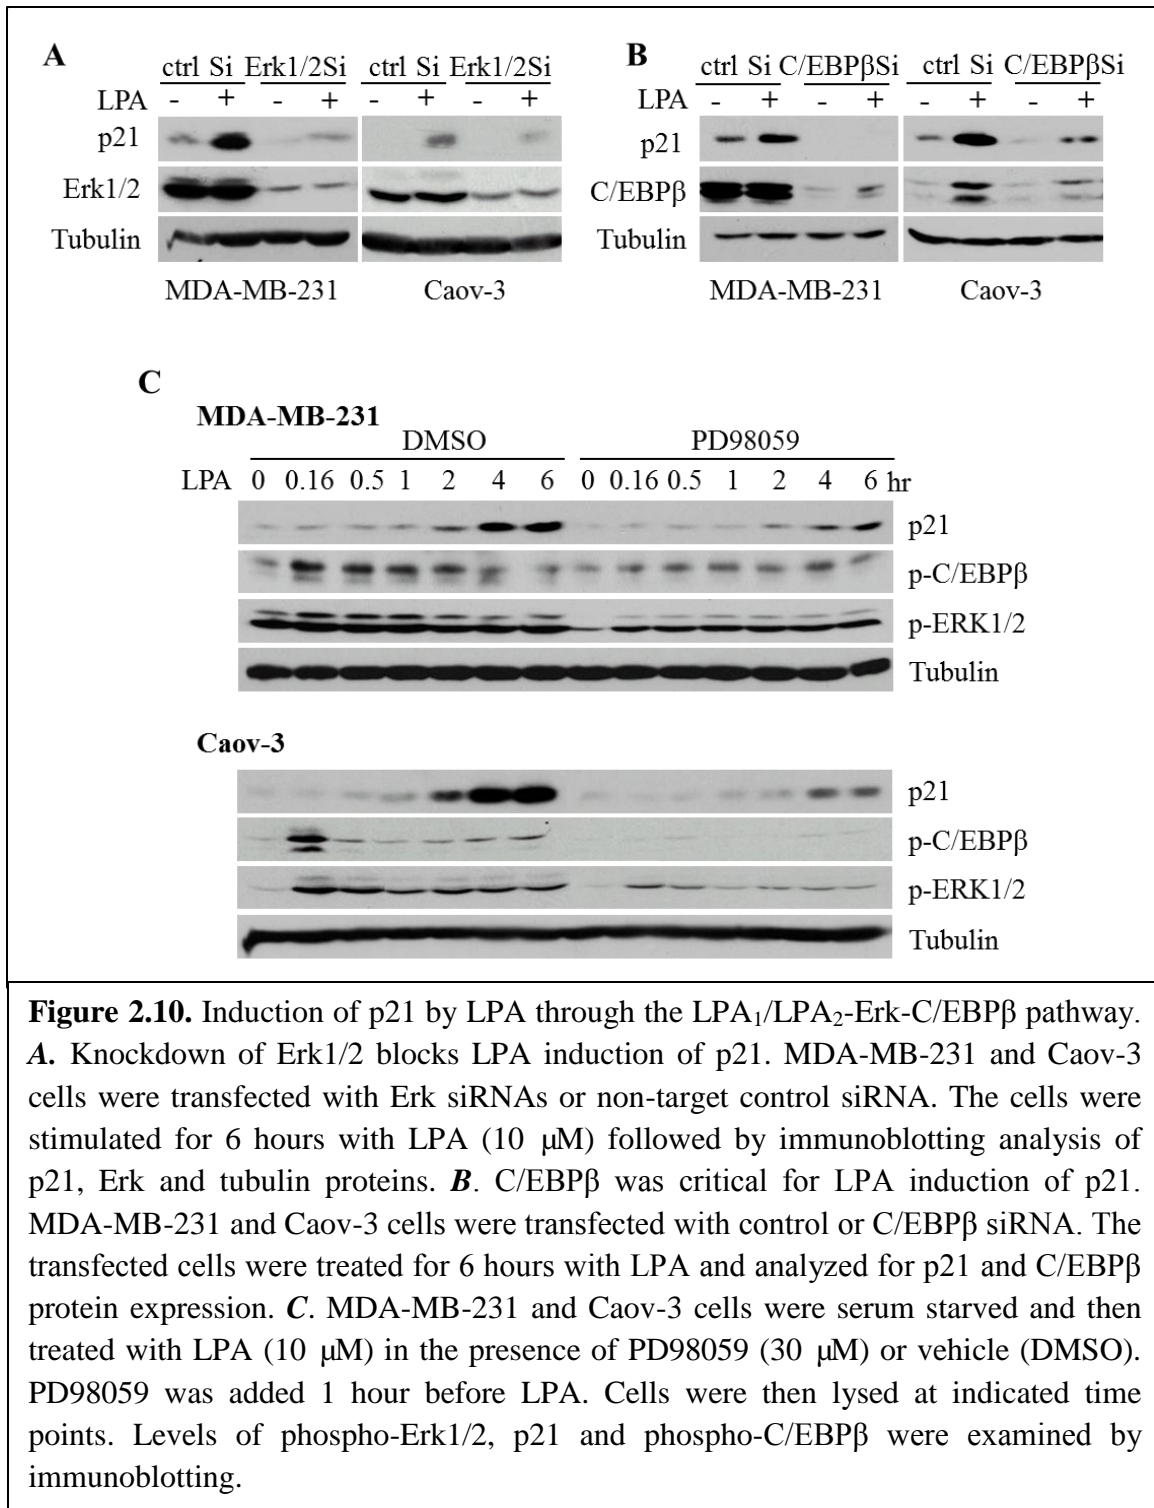 A
ctrl Si Erk1/2Si ctrl Si Erk1/2Si
LPA - + - + - + - +
p21
Erk1/2
Tubulin
MDA-MB-231 Caov-3
B
ctrl Si C/EBPβSi ctrl Si C/EBPβSi
LPA - + - + - + - +
p21
C/EBPβ
Tubulin
MDA-MB-231 Caov-3
C
MDA-MB-231
DMSO PD98059
LPA 0 0.16 0.5 1 2 4 6 0 0.16 0.5 1 2 4 6 hr
p21
p-C/EBPβ
p-ERK1/2
Tubulin
Caov-3
p21
p-C/EBPβ
p-ERK1/2
Tubulin
Figure 2.10. Induction of p21 by LPA through the LPA₁/LPA₂-Erk-C/EBPβ pathway.
A. Knockdown of Erk1/2 blocks LPA induction of p21. MDA-MB-231 and Caov-3
cells were transfected with Erk siRNAs or non-target control siRNA. The cells were
stimulated for 6 hours with LPA (10 μM) followed by immunoblotting analysis of
p21, Erk and tubulin proteins. B. C/EBPβ was critical for LPA induction of p21.
MDA-MB-231 and Caov-3 cells were transfected with control or C/EBPβ siRNA. The
transfected cells were treated for 6 hours with LPA and analyzed for p21 and C/EBPβ
protein expression. C. MDA-MB-231 and Caov-3 cells were serum starved and then
treated with LPA (10 μM) in the presence of PD98059 (30 μM) or vehicle (DMSO).
PD98059 was added 1 hour before LPA. Cells were then lysed at indicated time
points. Levels of phospho-Erk1/2, p21 and phospho-C/EBPβ were examined by
immunoblotting.